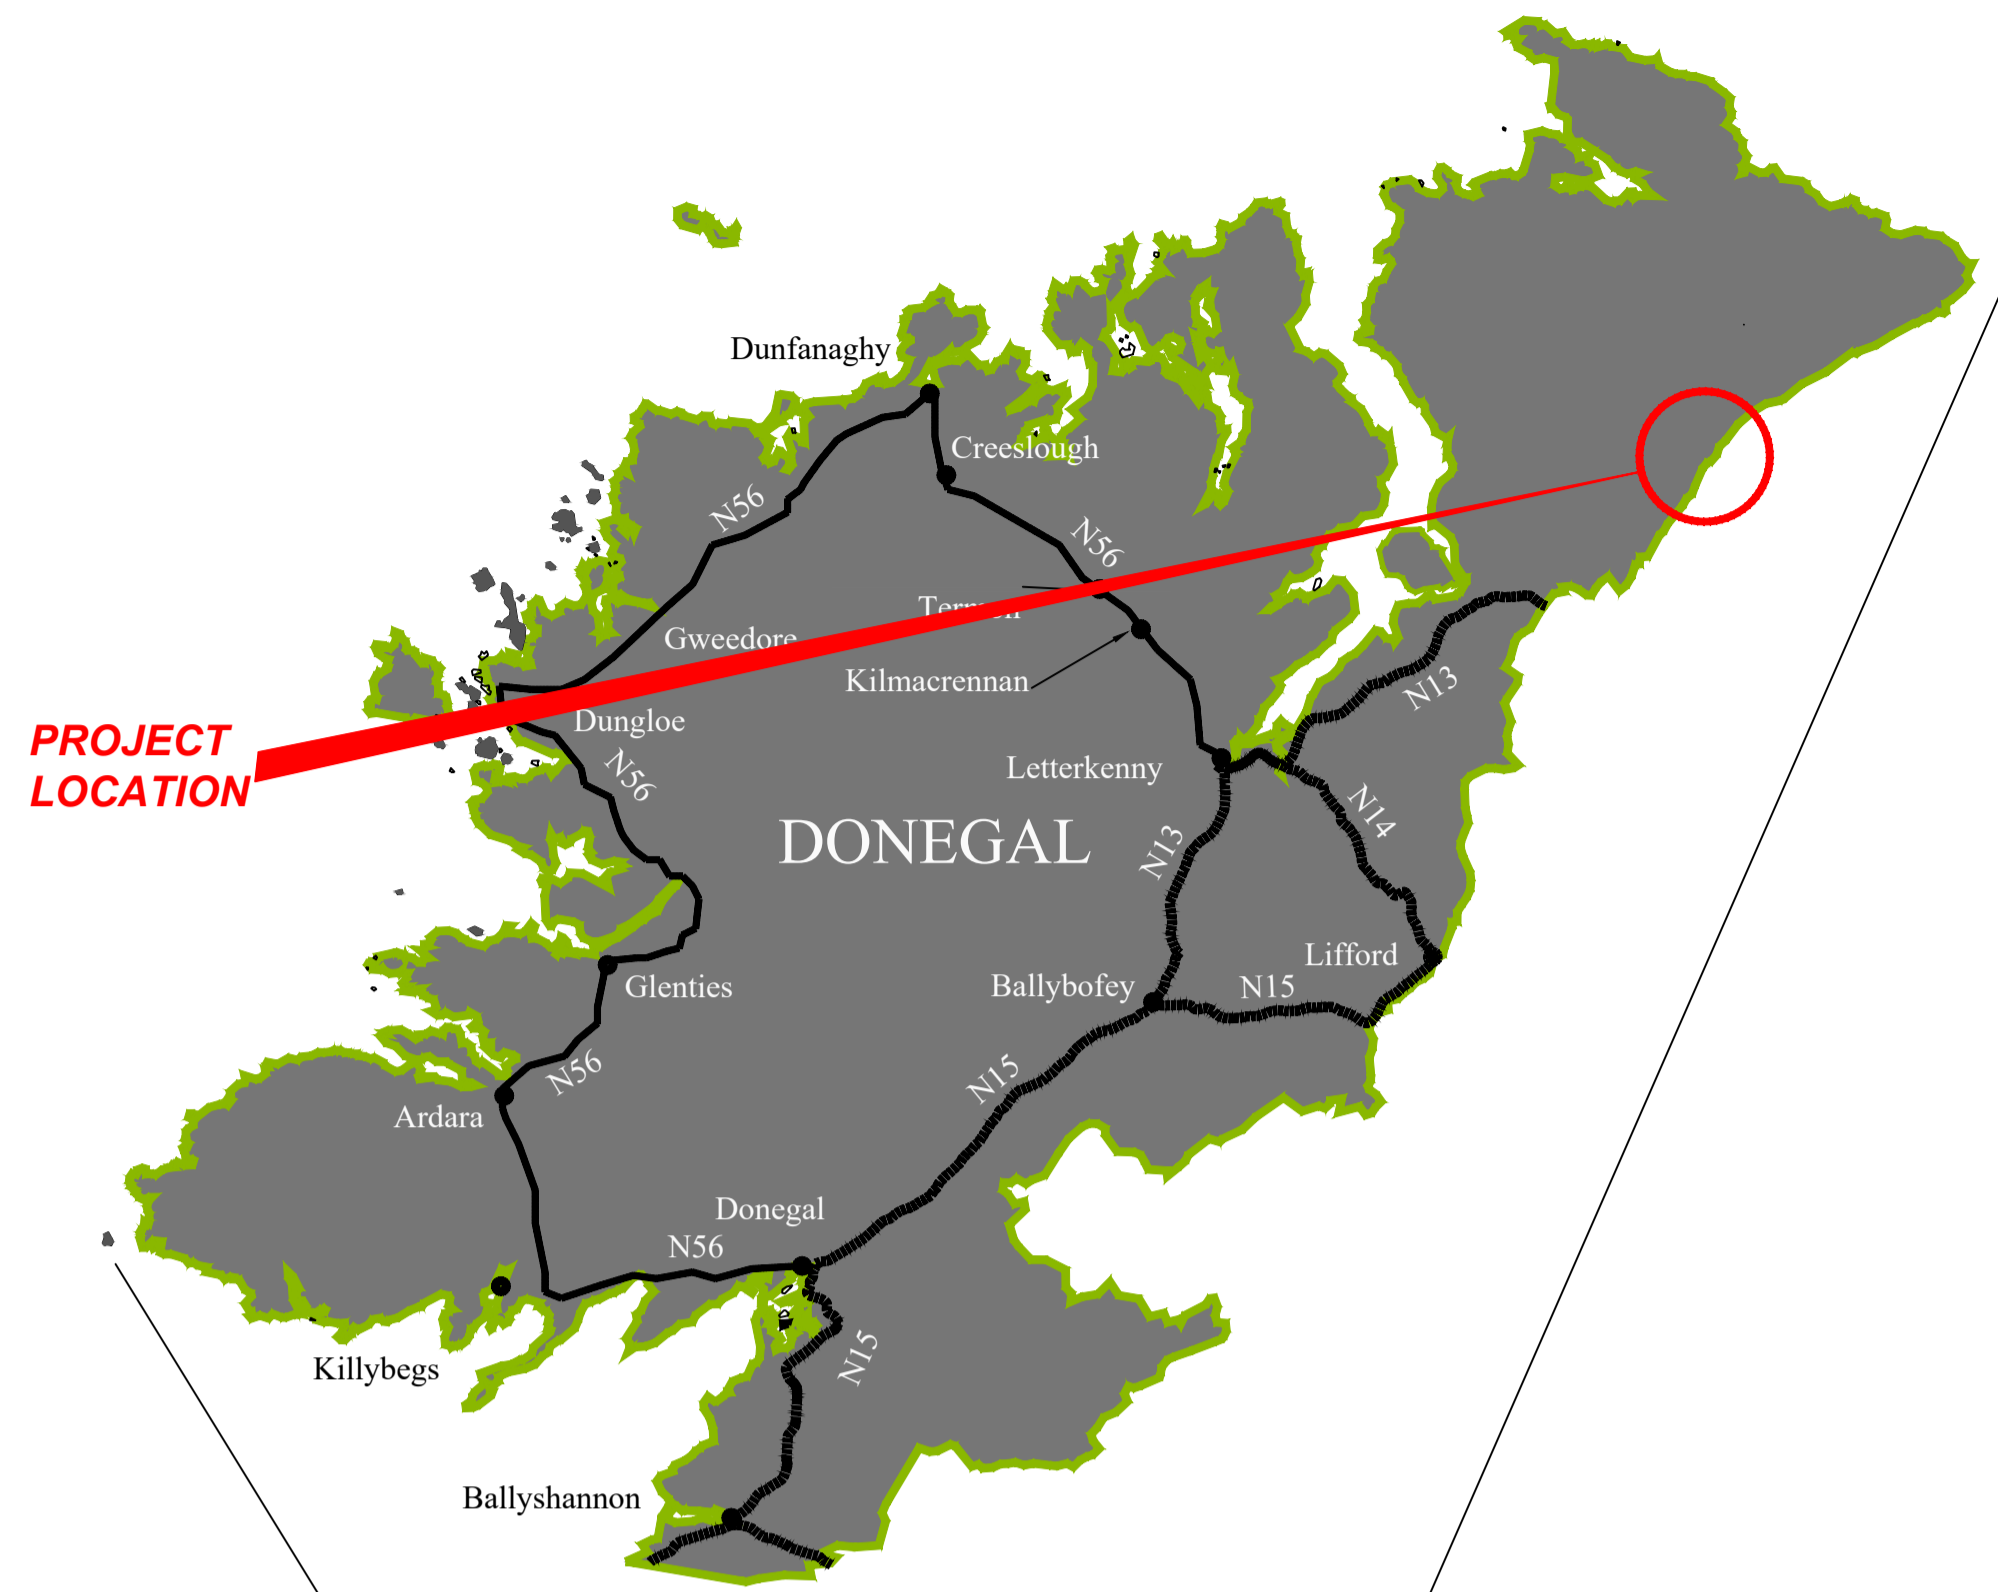 Dunfanaghy
Creeslough
N56
N56
Gweedore
Kilmacrennan
N13
PROJECT
LOCATION
Dungloe
N56
Letterkenny
N14
DONEGAL
N13
Lifford
Glenties
Ballybofey
N15
N56
N15
Ardara
Donegal
N56
N15
Killybegs
Ballyshannon